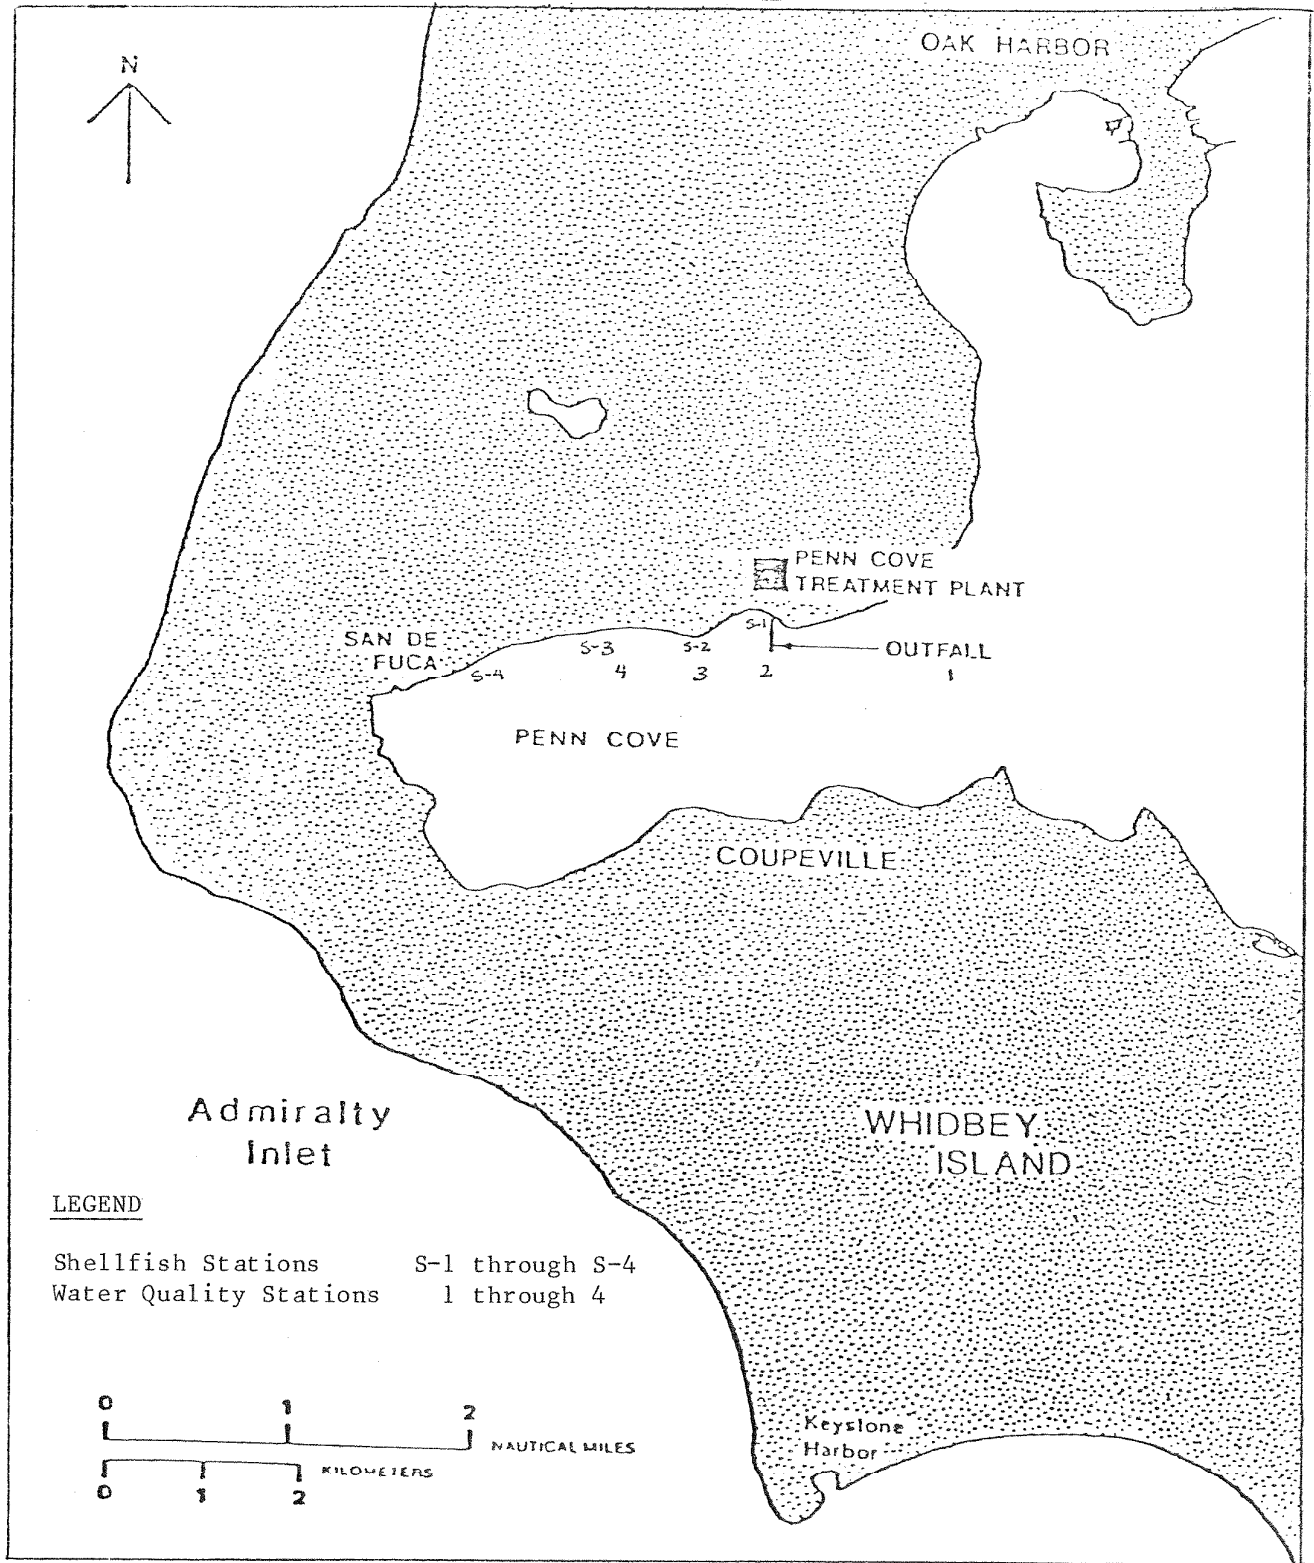 OAK HARBOR
N
PENN COVE
TREATMENT PLANT
S-1
SAN DE
FUCA
S-3
S-2
OUTFALL
S-4
4
3
2
1
PENN COVE
COUPEVILLE
Admiralty
Inlet
WHIDBEY
ISLAND
LEGEND
Shellfish Stations S-1 through S-4
Water Quality Stations 1 through 4
0 1 2
NAUTICAL MILES
KILOMETERS
0 1 2
Keystone
Harbor